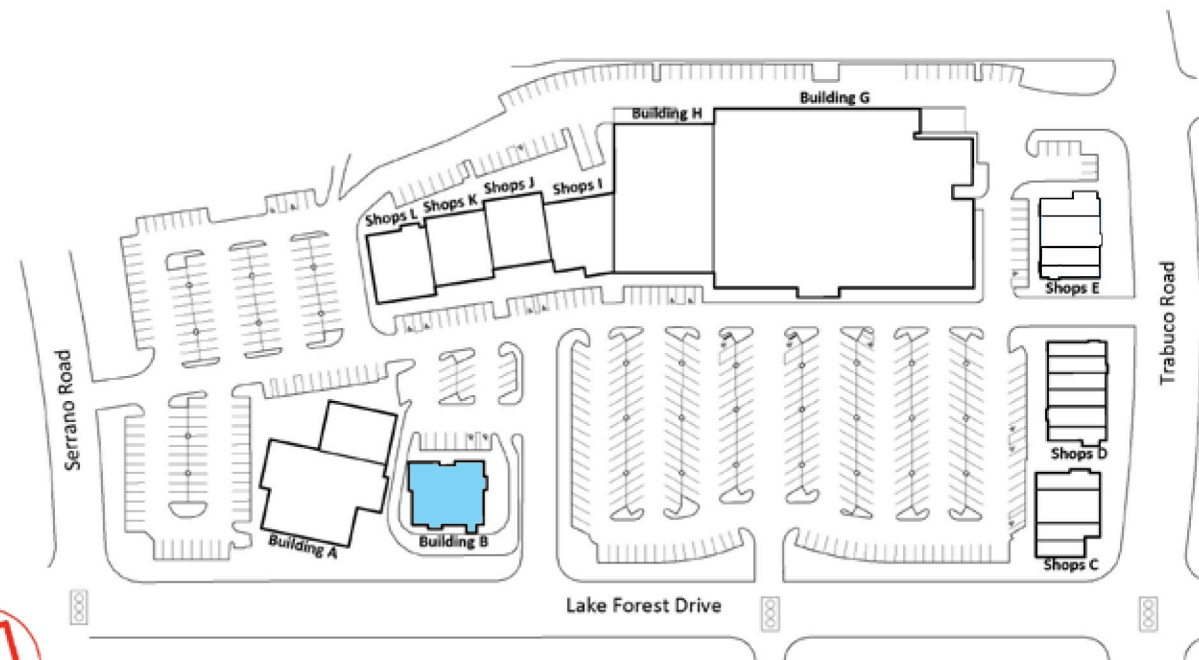 Building G
Building H
Shops J
Shops I
Shops K
Shops L
Shops E
Trabuco Road
Serrano Road
Shops D
Building B
Building A
Shops C
Lake Forest Drive